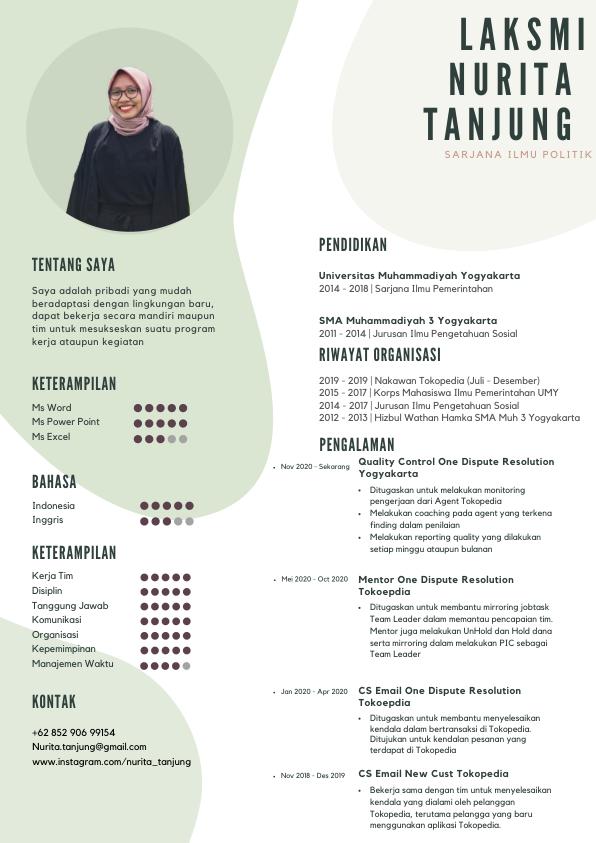 LAKSMI
NURITA
TANJUNG
SARJANA ILMU POLITIK
TENTANG SAYA
Saya adalah pribadi yang mudah
beradaptasi dengan lingkungan baru,
dapat bekerja secara mandiri maupun
tim untuk mesukseskan suatu program
kerja ataupun kegiatan
KETERAMPILAN
Ms Word
Ms Power Point
Ms Excel
BAHASA
Indonesia
Inggris
KETERAMPILAN
Kerja Tim
Disiplin
Tanggung Jawab
Komunikasi
Organisasi
Kepemimpinan
Manajemen Waktu
KONTAK
+62 852 906 99154
Nurita.tanjung@gmail.com
www.instagram.com/nurita_tanjung
PENDIDIKAN
Universitas Muhammadiyah Yogyakarta
2014 - 2018 | Sarjana Ilmu Pemerintahan
SMA Muhammadiyah 3 Yogyakarta
2011 - 2014 | Jurusan Ilmu Pengetahuan Sosial
RIWAYAT ORGANISASI
2019 - 2019 | Nakawan Tokopedia (Juli - Desember)
2015 - 2017 | Korps Mahasiswa Ilmu Pemerintahan UMY
2014 - 2017 | Jurusan Ilmu Pengetahuan Sosial
2012 - 2013 | Hizbul Wathan Hamka SMA Muh 3 Yogyakarta
PENGALAMAN
• Nov 2020 - Sekarang
Quality Control One Dispute Resolution
Yogyakarta
• Ditugaskan untuk melakukan monitoring
pengerjaan dari Agent Tokopedia
• Melakukan coaching pada agent yang terkena
finding dalam penilaian
• Melakukan reporting quality yang dilakukan
setiap minggu ataupun bulanan
• Mei 2020 - Oct 2020
Mentor One Dispute Resolution
Tokoepdia
• Ditugaskan untuk membantu mirroring jobtask
Team Leader dalam memantau pencapaian tim.
Mentor juga melakukan UnHold dan Hold dana
serta mirroring dalam melakukan PIC sebagai
Team Leader
• Jan 2020 - Apr 2020
CS Email One Dispute Resolution
Tokoepdia
• Ditugaskan untuk membantu menyelesaikan
kendala dalam bertransaksi di Tokopedia.
Ditujukan untuk kendalan pesanan yang
terdapat di Tokopedia
• Nov 2018 - Des 2019
CS Email New Cust Tokopedia
• Bekerja sama dengan tim untuk menyelesaikan
kendala yang dialami oleh pelanggan
Tokopedia, terutama pelangga yang baru
menggunakan aplikasi Tokopedia.